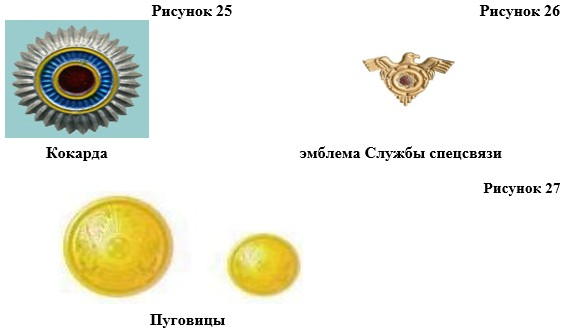 Рисунок 25
Рисунок 26
Кокарда
эмблема Службы спецсвязи
Рисунок 27
Пуговицы